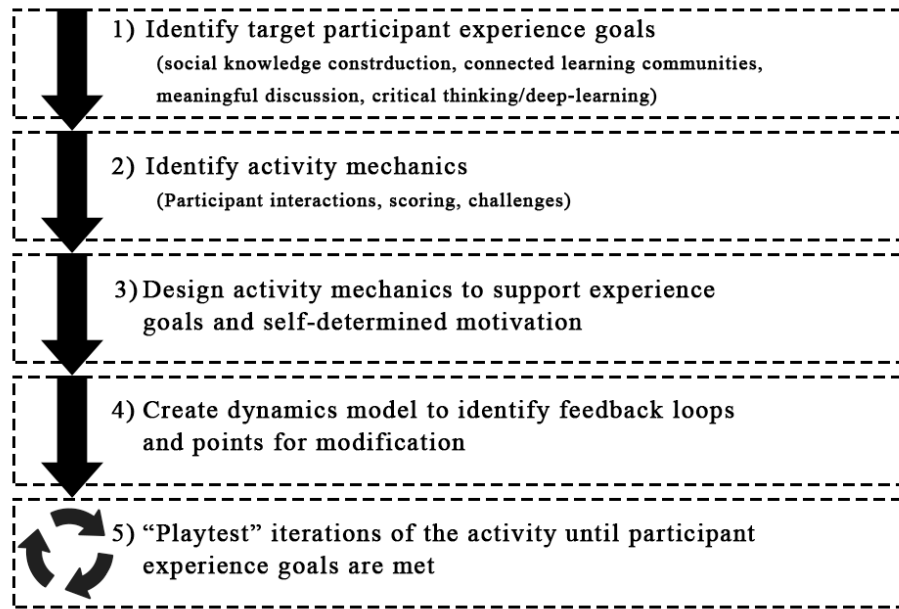 1) Identify target participant experience goals
(social knowledge constrduction, connected learning communities,
meaningful discussion, critical thinking/deep-learning)
2) Identify activity mechanics
(Participant interactions, scoring, challenges)
3) Design activity mechanics to support experience
goals and self-determined motivation
4) Create dynamics model to identify feedback loops
and points for modification
5) “Playtest” iterations of the activity until participant
experience goals are met